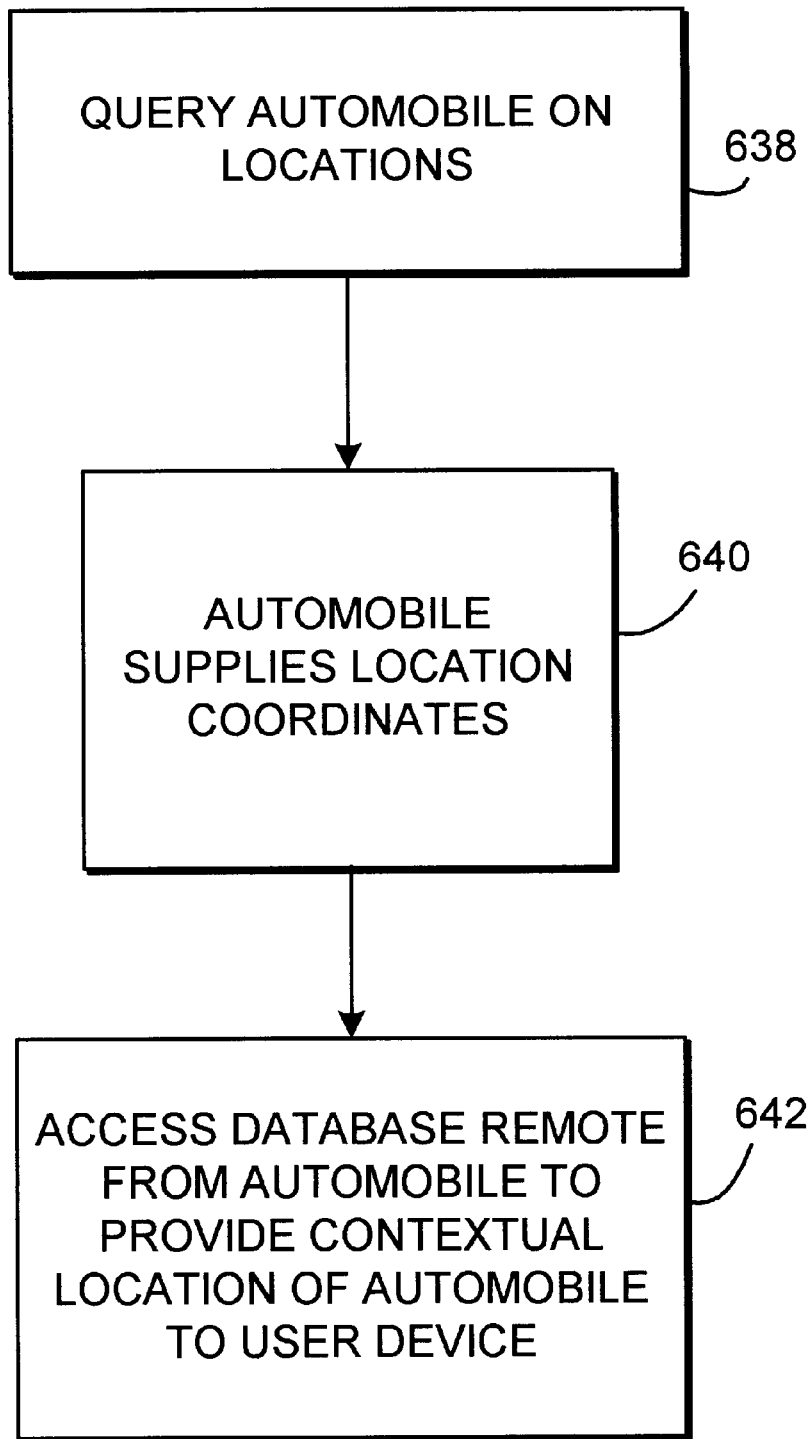 QUERY AUTOMOBILE ON
LOCATIONS
638
AUTOMOBILE
SUPPLIES LOCATION
COORDINATES
640
ACCESS DATABASE REMOTE
FROM AUTOMOBILE TO
PROVIDE CONTEXTUAL
LOCATION OF AUTOMOBILE
TO USER DEVICE
642